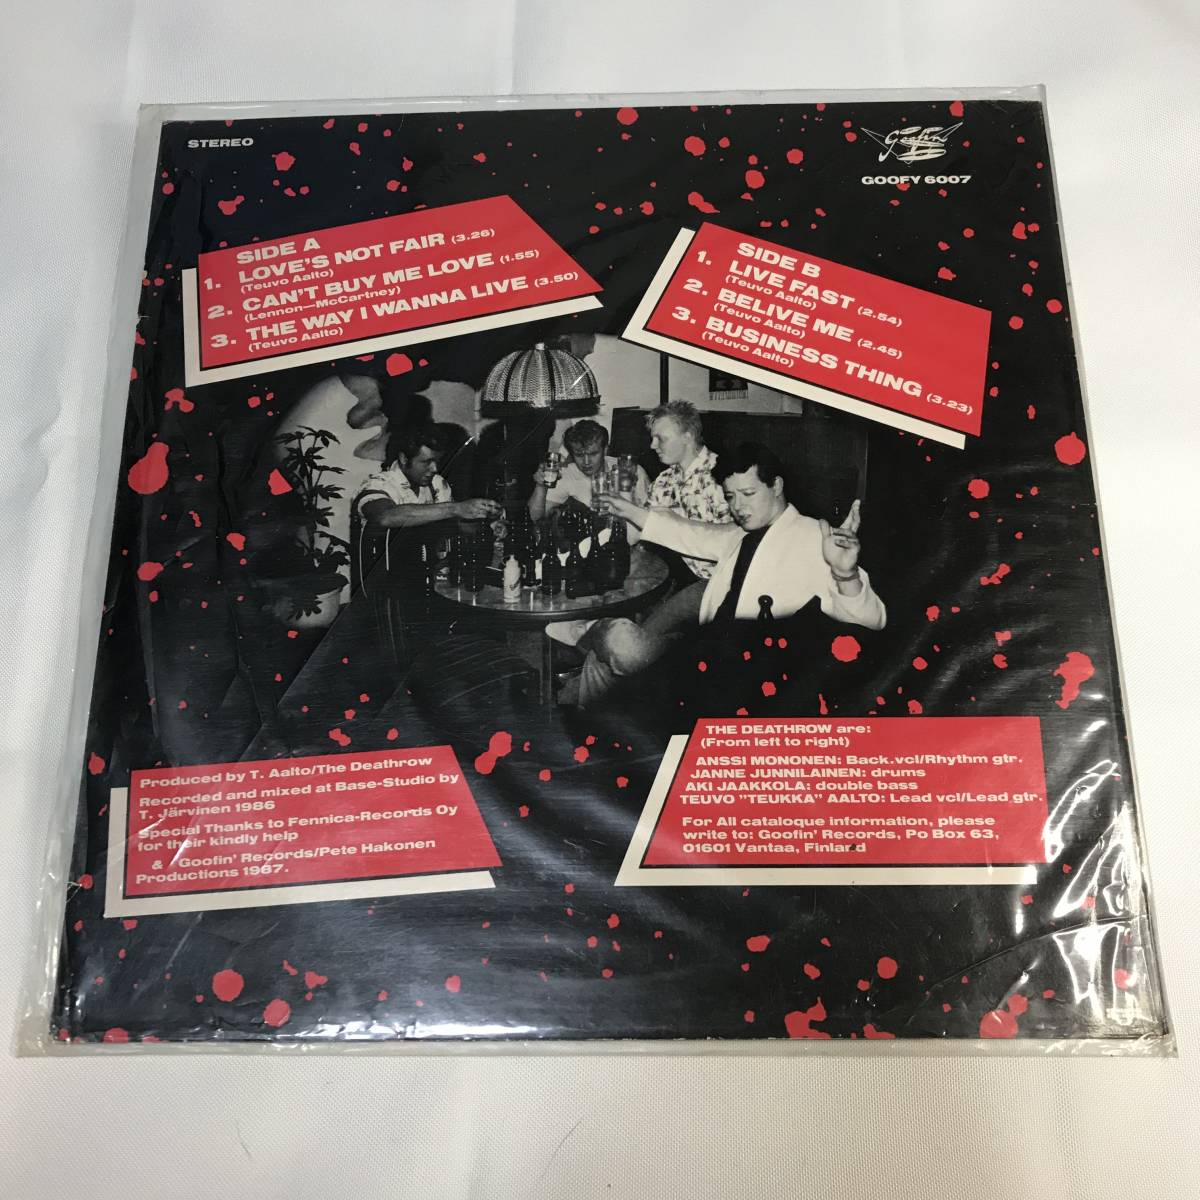 STEREO
Goofin'
GOOFY 6007
SIDE A
1. LOVE'S NOT FAIR (3.26)
(Teuvo Aalto)
2. CAN'T BUY ME LOVE (1.55)
(Lennon—McCartney)
3. THE WAY I WANNA LIVE (3.50)
(Teuvo Aalto)
SIDE B
1. LIVE FAST (2.54)
(Teuvo Aalto)
2. BELIVE ME (2.45)
(Teuvo Aalto)
3. BUSINESS THING (3.23)
(Teuvo Aalto)
Produced by T. Aalto/The Deathrow
Recorded and mixed at Base-Studio by
T. Järvinen 1986
Special Thanks to Fennica-Records Oy
for their kindly help
& Goofin' Records/Pete Hakonen
Productions 1987.
THE DEATHROW are:
(From left to right)
ANSSI MONONEN: Back.vcl/Rhythm gtr.
JANNE JUNNILAINEN: drums
AKI JAAKKOLA: double bass
TEUVO "TEUKKA" AALTO: Lead vcl/Lead gtr.
For All cataloque information, please
write to: Goofin' Records, Po Box 63,
01601 Vantaa, Finland